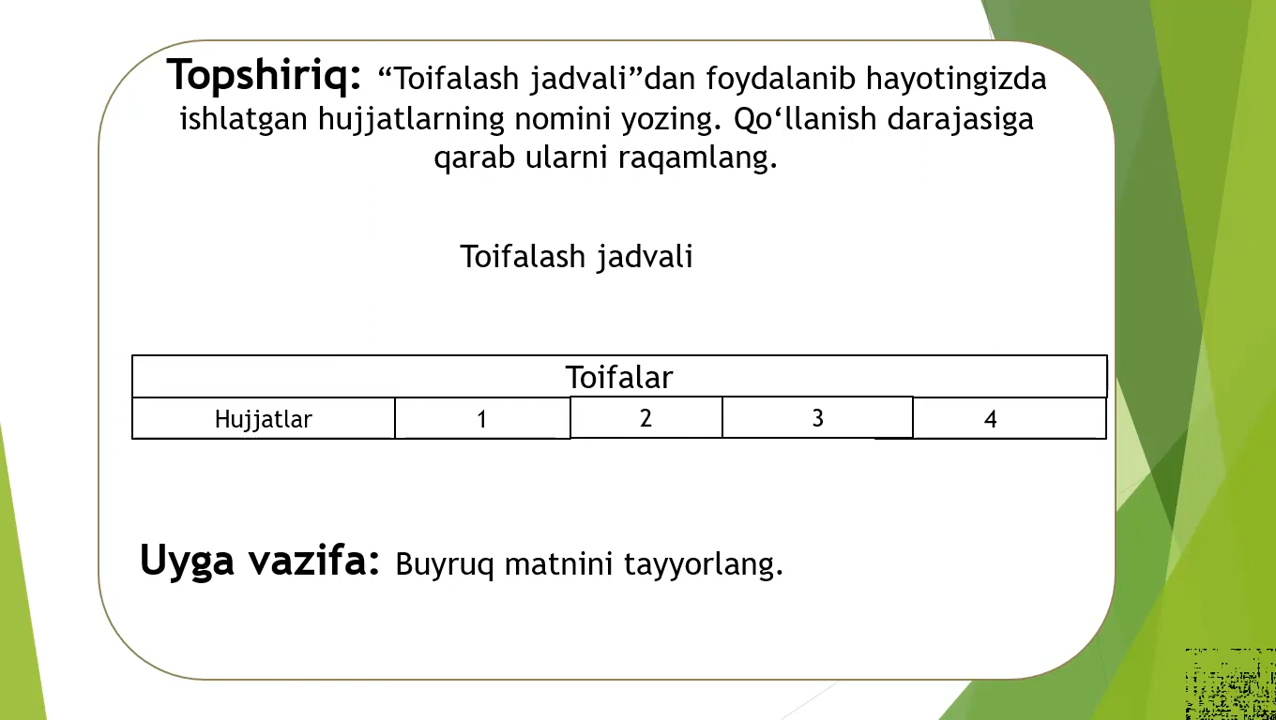 Topshiriq: “Toifalash jadvali”dan foydalanib hayotingizda
ishlatgan hujjatlarning nomini yozing. Qo‘llanish darajasiga
qarab ularni raqamlang.
Toifalash jadvali
Toifalar
Hujjatlar 1 2 3 4
Uyga vazifa: Buyruq matnini tayyorlang.